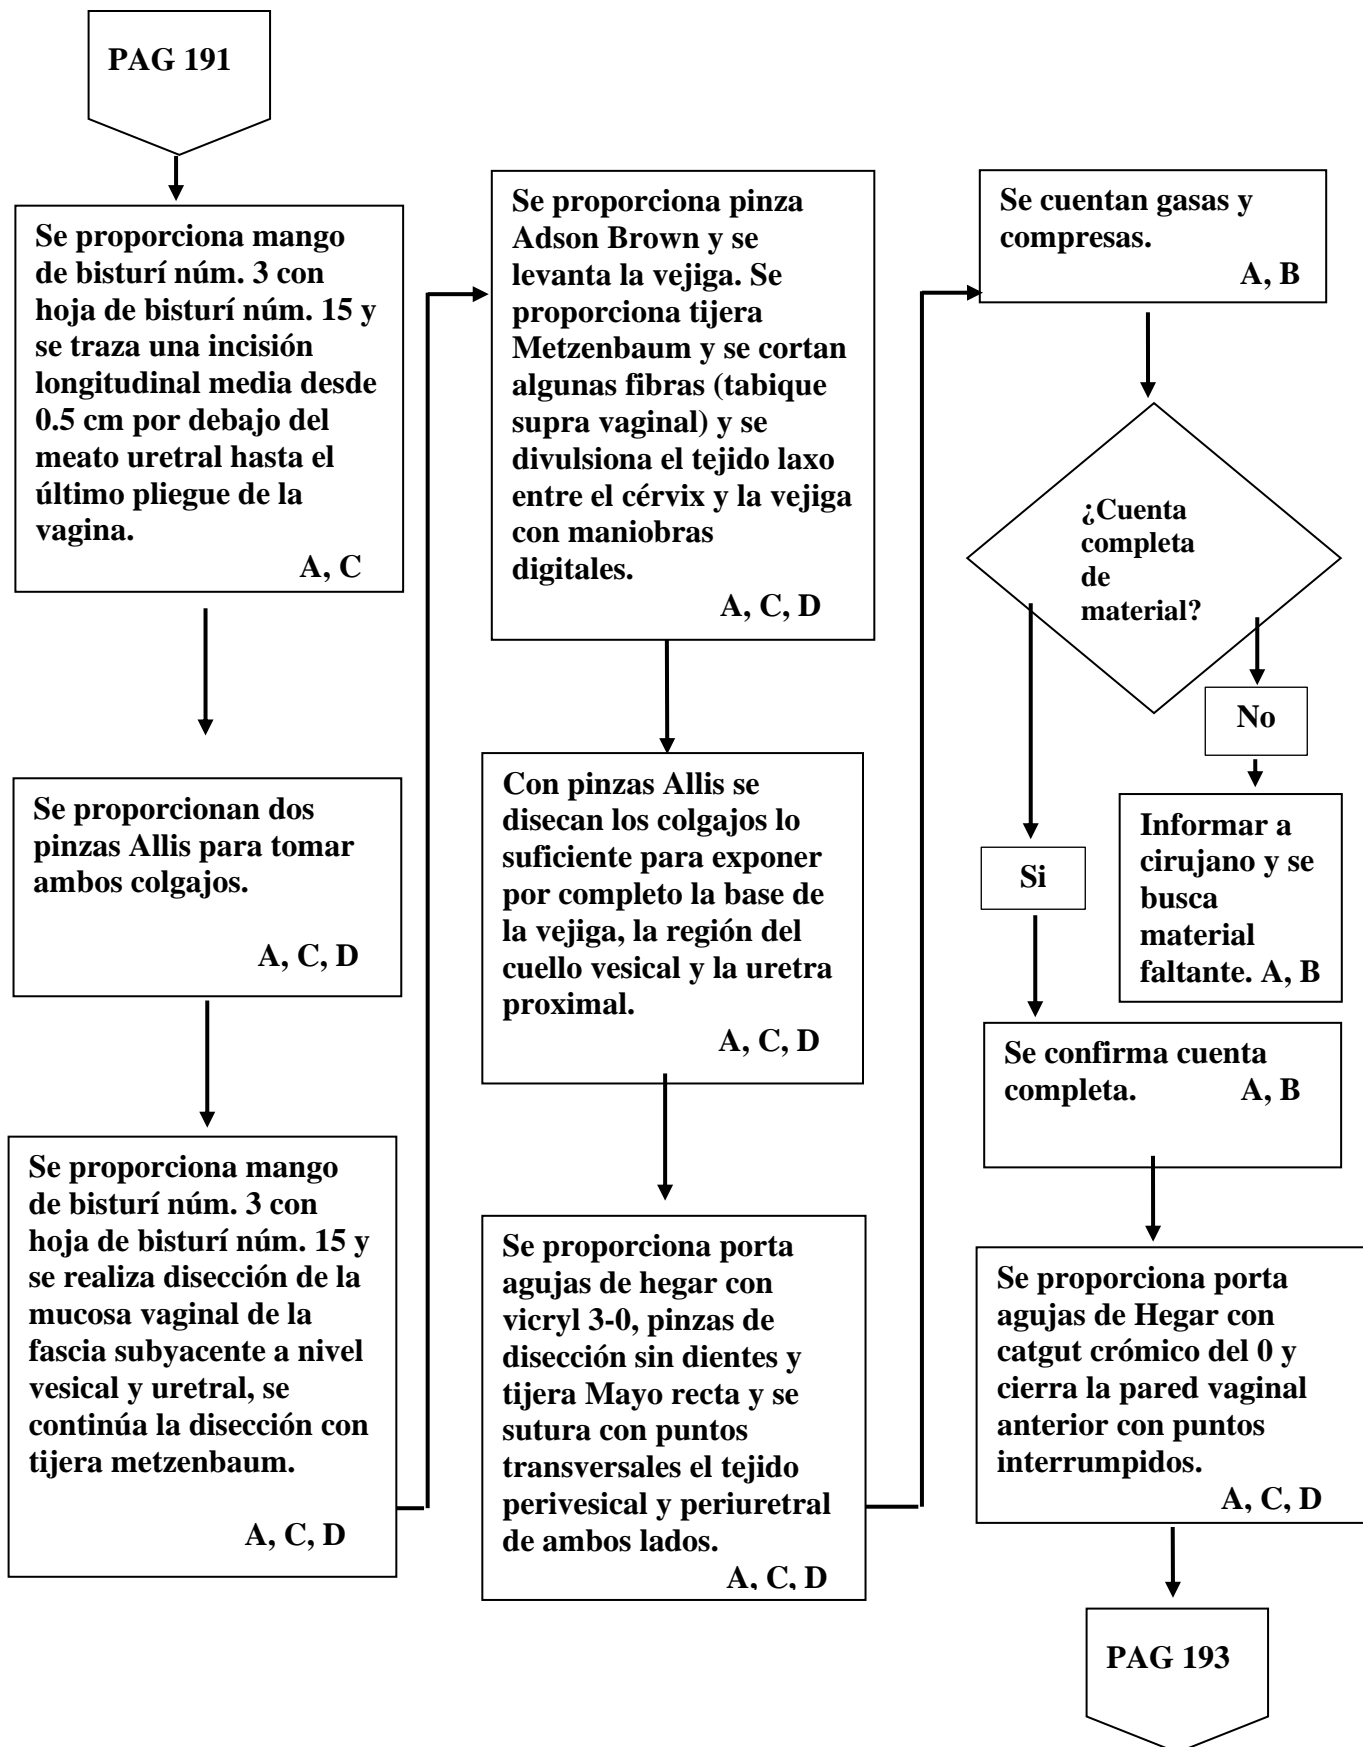 PAG 191
Se proporciona mango
de bisturí núm. 3 con
hoja de bisturí núm. 15 y
se traza una incisión
longitudinal media desde
0.5 cm por debajo del
meato uretral hasta el
último pliegue de la
vagina.
A, C
Se proporcionan dos
pinzas Allis para tomar
ambos colgajos.
A, C, D
Se proporciona mango
de bisturí núm. 3 con
hoja de bisturí núm. 15 y
se realiza disección de la
mucosa vaginal de la
fascia subyacente a nivel
vesical y uretral, se
continúa la disección con
tijera metzenbaum.
A, C, D
Se proporciona pinza
Adson Brown y se
levanta la vejiga. Se
proporciona tijera
Metzenbaum y se cortan
algunas fibras (tabique
supra vaginal) y se
divulsiona el tejido laxo
entre el cérvix y la vejiga
con maniobras
digitales.
A, C, D
Con pinzas Allis se
disecan los colgajos lo
suficiente para exponer
por completo la base de
la vejiga, la región del
cuello vesical y la uretra
proximal.
A, C, D
Se proporciona porta
agujas de hegar con
vicryl 3-0, pinzas de
disección sin dientes y
tijera Mayo recta y se
sutura con puntos
transversales el tejido
perivesical y periuretral
de ambos lados.
A, C, D
Se cuentan gasas y
compresas.
A, B
¿Cuenta
completa
de
material?
No
Si
Informar a
cirujano y se
busca
material
faltante. A, B
Se confirma cuenta
completa. A, B
Se proporciona porta
agujas de Hegar con
catgut crómico del 0 y
cierra la pared vaginal
anterior con puntos
interrumpidos.
A, C, D
PAG 193